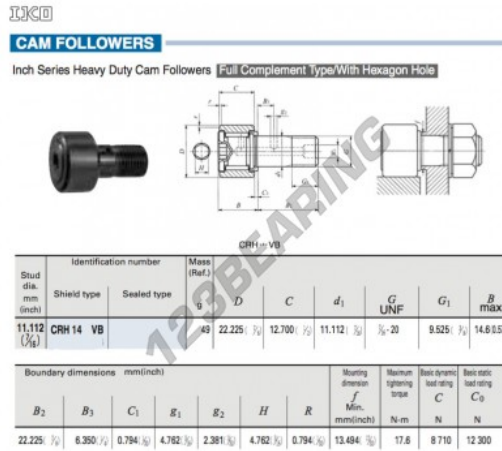 IKO
CAM FOLLOWERS
Inch Series Heavy Duty Cam Followers Full Complement Type/With Hexagon Hole
C
B3
D
H
C1
B
CRH⋯VB
123BEARING
Stud dia. mm (inch) Identification number Mass (Ref.) g
Shield type Sealed type
D C d1 G UNF G1 B max
11.112 (7/16) CRH 14 VB 49 22.225 12.700 11.112 -20 9.525 14.6
Boundary dimensions mm(inch) Mounting dimension f Min. mm(inch) Maximum tightening torque N-m Basic dynamic load rating C N Basic static load rating C0 N
B2 B3 C1 g1 g2 H R
22.225 6.350 0.794 4.762 2.381 4.762 0.794 13.494 17.6 8 710 12 300